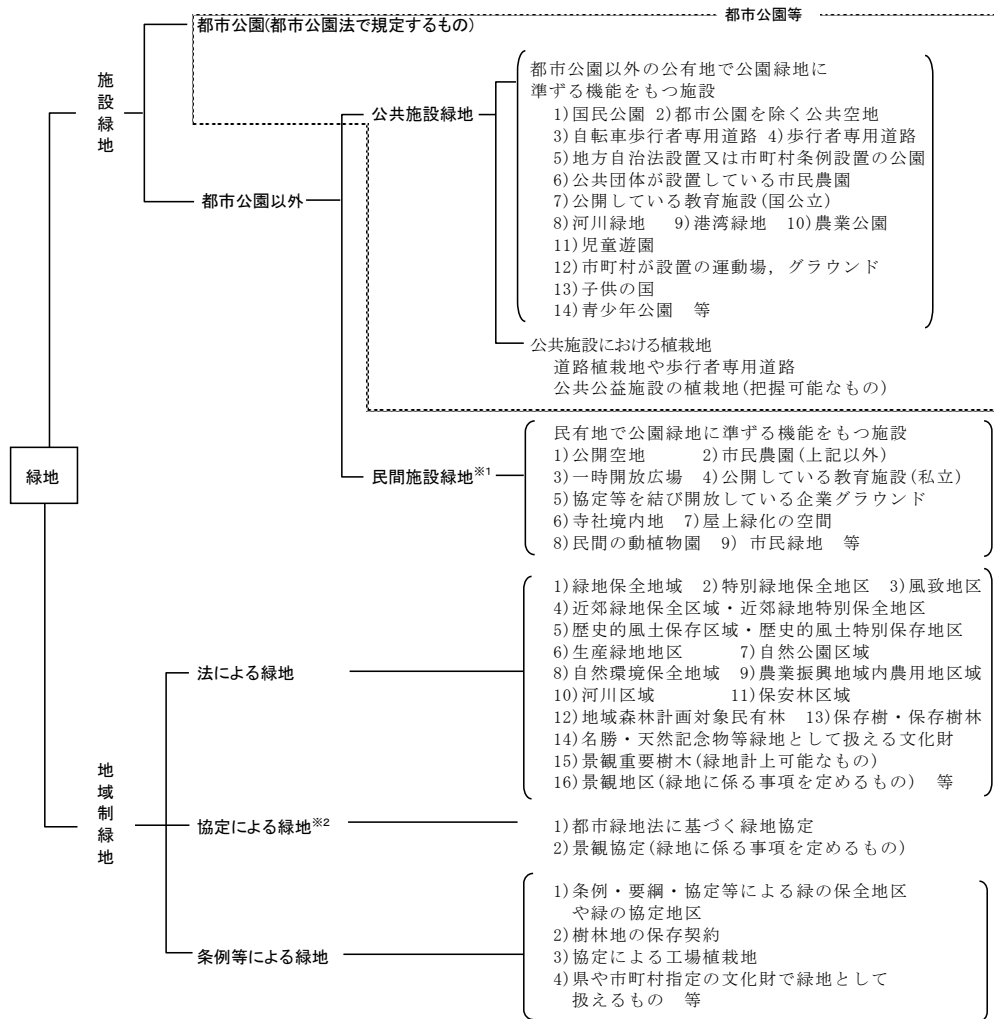 都市公園等
都市公園(都市公園法で規定するもの)
施設緑地
都市公園以外の公有地で公園緑地に
準ずる機能をもつ施設
公共施設緑地
1)国民公園 2)都市公園を除く公共空地
3)自転車歩行者専用道路 4)歩行者専用道路
5)地方自治法設置又は市町村条例設置の公園
6)公共団体が設置している市民農園
都市公園以外
7)公開している教育施設(国公立)
8)河川緑地 9)港湾緑地 10)農業公園
11)児童遊園
12)市町村が設置の運動場，グラウンド
13)子供の国
14)青少年公園 等
公共施設における植栽地
道路植栽地や歩行者専用道路
公共公益施設の植栽地(把握可能なもの)
緑地
民間施設緑地※1
民有地で公園緑地に準ずる機能をもつ施設
1)公開空地 2)市民農園(上記以外)
3)一時開放広場 4)公開している教育施設(私立)
5)協定等を結び開放している企業グラウンド
6)寺社境内地 7)屋上緑化の空間
8)民間の動植物園 9) 市民緑地 等
地域制緑地
法による緑地
1)緑地保全地域 2)特別緑地保全地区 3)風致地区
4)近郊緑地保全区域・近郊緑地特別保全地区
5)歴史的風土保存区域・歴史的風土特別保存地区
6)生産緑地地区 7)自然公園区域
8)自然環境保全地域 9)農業振興地域内農用地区域
10)河川区域 11)保安林区域
12)地域森林計画対象民有林 13)保存樹・保存樹林
14)名勝・天然記念物等緑地として扱える文化財
15)景観重要樹木(緑地計上可能なもの)
16)景観地区(緑地に係る事項を定めるもの) 等
協定による緑地※2
1)都市緑地法に基づく緑地協定
2)景観協定(緑地に係る事項を定めるもの)
条例等による緑地
1)条例・要綱・協定等による緑の保全地区
や緑の協定地区
2)樹林地の保存契約
3)協定による工場植栽地
4)県や市町村指定の文化財で緑地として
扱えるもの 等